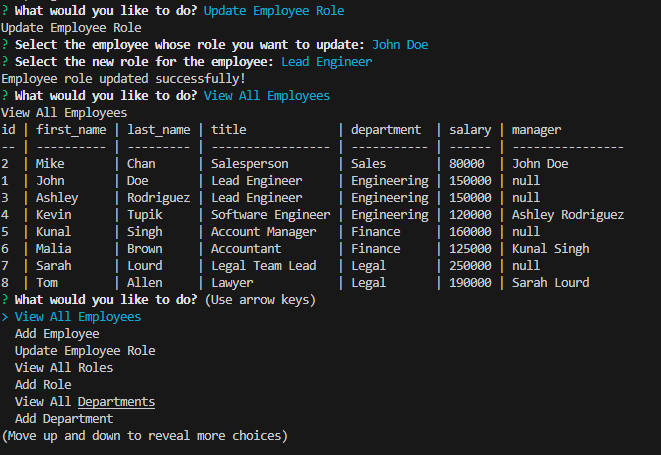 ? What would you like to do? Update Employee Role
Update Employee Role
? Select the employee whose role you want to update: John Doe
? Select the new role for the employee: Lead Engineer
Employee role updated successfully!
? What would you like to do? View All Employees
View All Employees
id | first_name | last_name | title             | department  | salary | manager
-- | ---------- | --------- | ----------------- | ----------- | ------ | ----------------
2  | Mike       | Chan      | Salesperson       | Sales       | 80000  | John Doe
1  | John       | Doe       | Lead Engineer     | Engineering | 150000 | null
3  | Ashley     | Rodriguez | Lead Engineer     | Engineering | 150000 | null
4  | Kevin      | Tupik     | Software Engineer | Engineering | 120000 | Ashley Rodriguez
5  | Kunal      | Singh     | Account Manager   | Finance     | 160000 | null
6  | Malia      | Brown     | Accountant        | Finance     | 125000 | Kunal Singh
7  | Sarah      | Lourd     | Legal Team Lead   | Legal       | 250000 | null
8  | Tom        | Allen     | Lawyer            | Legal       | 190000 | Sarah Lourd
? What would you like to do? (Use arrow keys)
> View All Employees
  Add Employee
  Update Employee Role
  View All Roles
  Add Role
  View All Departments
  Add Department
(Move up and down to reveal more choices)